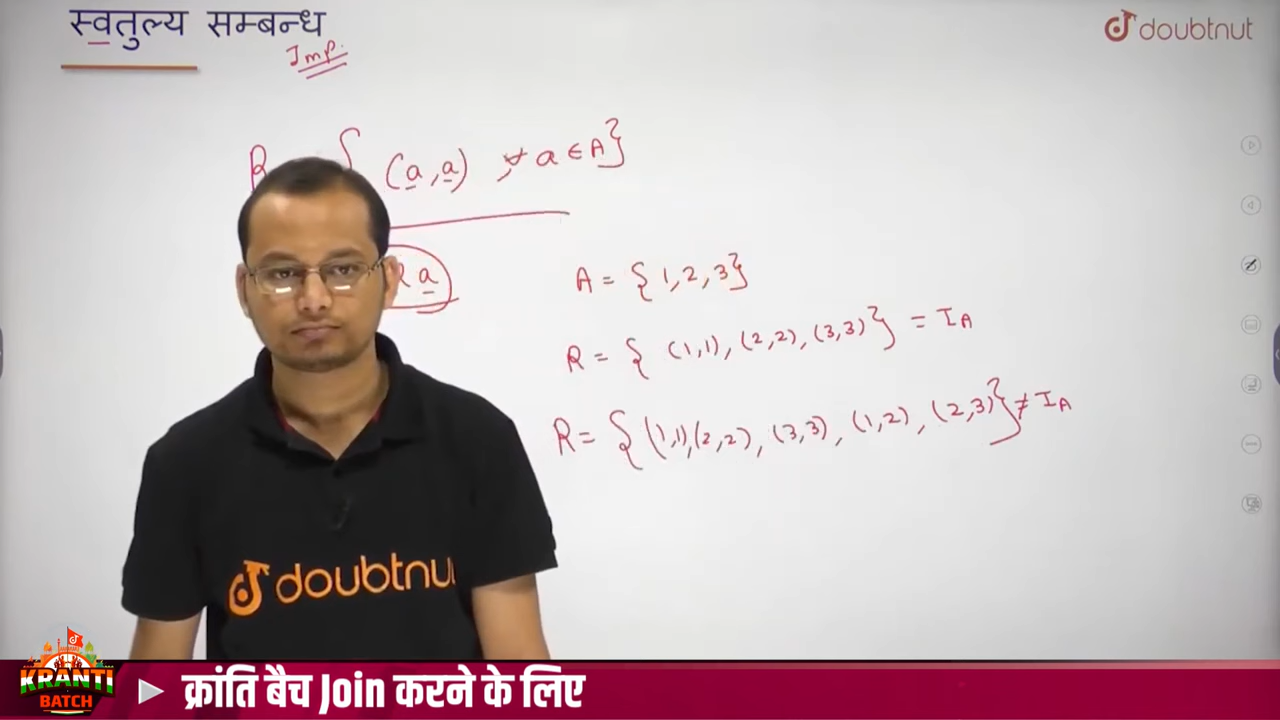 स्वतुल्य सम्बन्ध
Imp.
doubtnut
R { (a,a) , ∀ a ∈ A}
R a
A = { 1,2,3}
R = { (1,1), (2,2), (3,3)} = I_A
R = { (1,1),(2,2), (3,3), (1,2), (2,3)} ≠ I_A
doubtnut
KRANTI
BATCH
क्रांति बैच Join करने के लिए